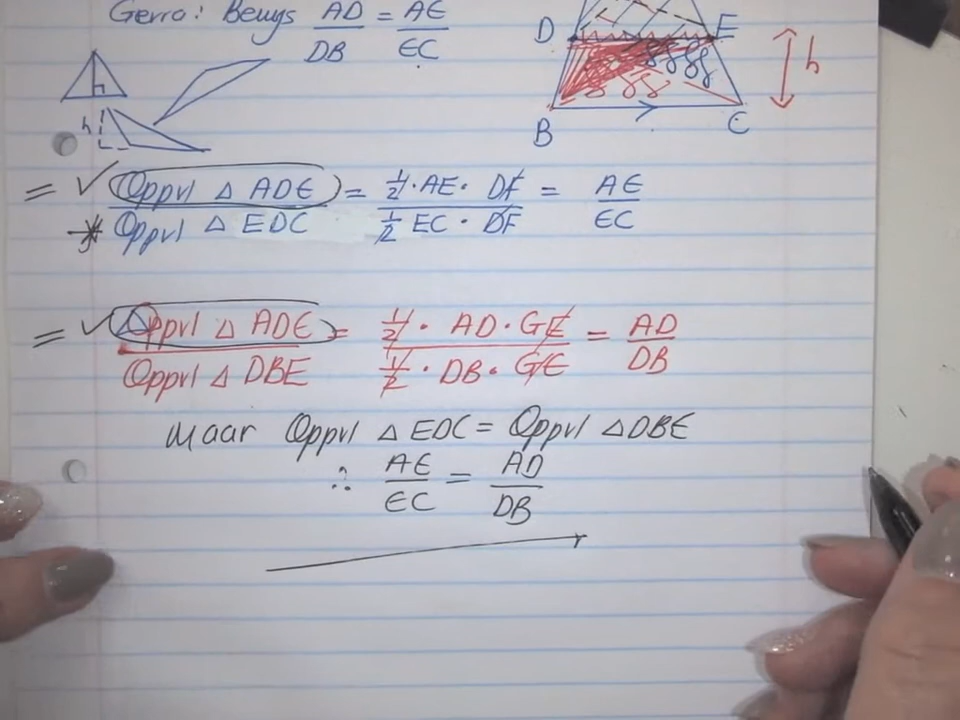 Gevra: Bewys AD/DB = AE/EC
D E
h
B C
h
= ✓ Oppvl △ ADE / Oppvl △ EDC = ½ · AE · DF / ½ EC · DF = AE / EC
= ✓ Oppvl △ ADE / Oppvl △ DBE = ½ · AD · GE / ½ · DB · GE = AD / DB
Maar Oppvl △ EDC = Oppvl △ DBE
∴ AE / EC = AD / DB